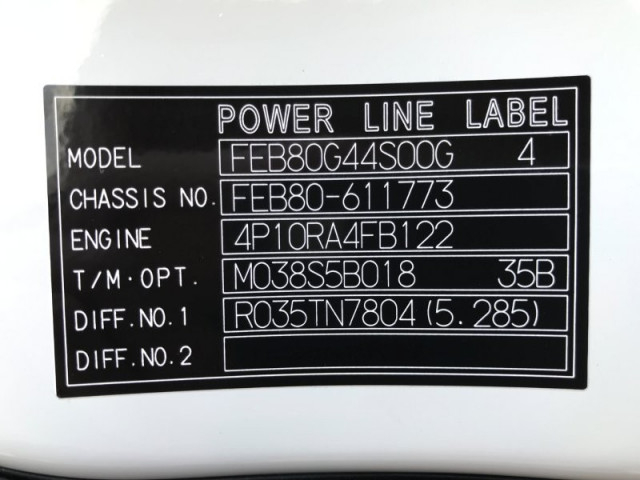 POWER LINE LABEL
MODEL FEB80G44S00G 4
CHASSIS NO. FEB80-611773
ENGINE 4P10RA4FB122
T/M·OPT. M038S5B018 35B
DIFF.NO.1 R035TN7804(5.285)
DIFF.NO.2